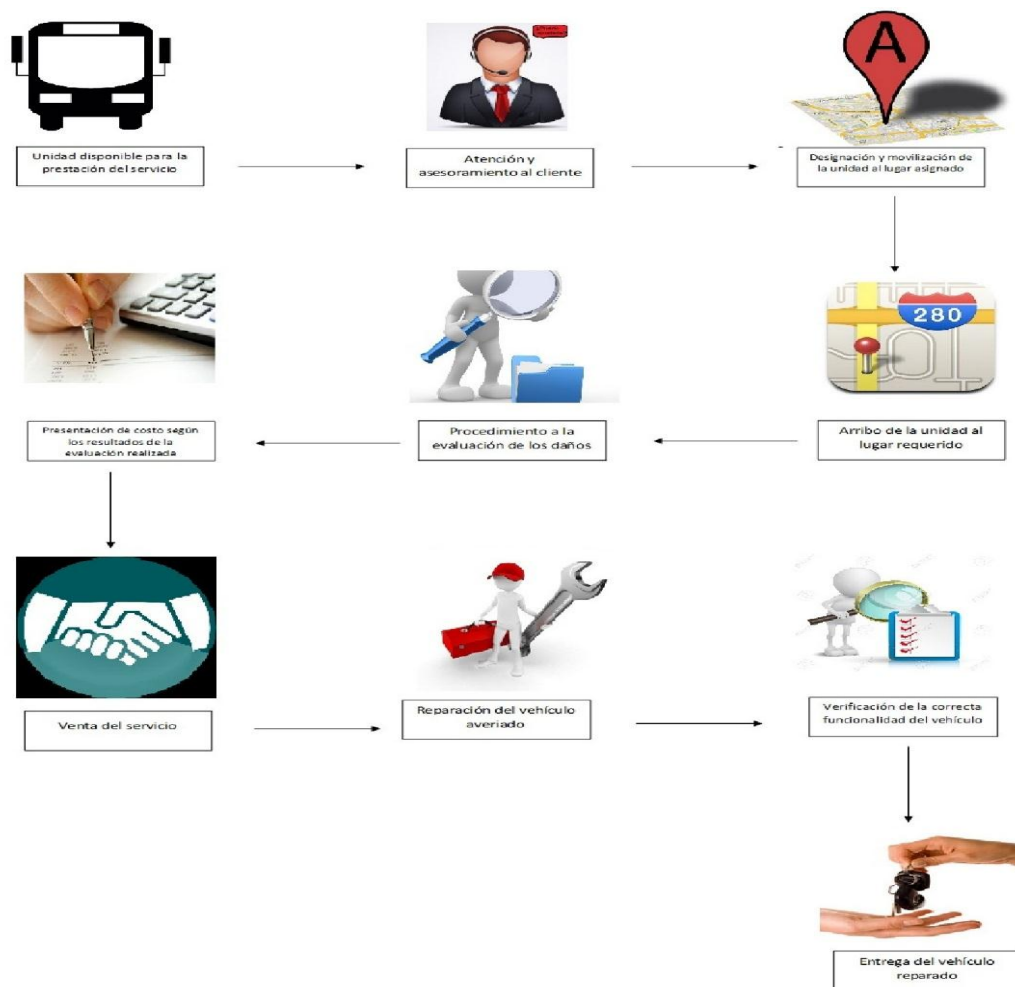 Unidad disponible para la
prestación del servicio
Atención y
asesoramiento al cliente
A
Designación y movilización de
la unidad al lugar asignado
280
Arribo de la unidad al
lugar requerido
Procedimiento a la
evaluación de los daños
Presentación de costo según
los resultados de la
evaluación realizada
Venta del servicio
Reparación del vehículo
averiado
Verificación de la correcta
funcionalidad del vehículo
Entrega del vehículo
reparado